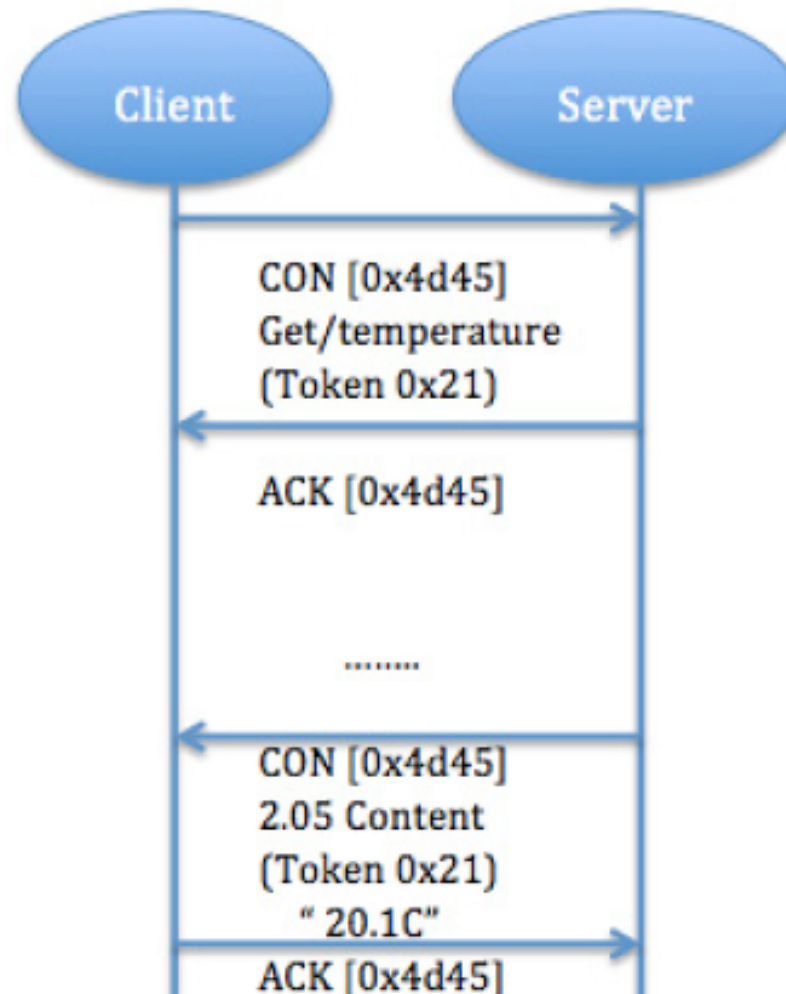 Client
Server
CON [0x4d45]
Get/temperature
(Token 0x21)
ACK [0x4d45]
........
CON [0x4d45]
2.05 Content
(Token 0x21)
“ 20.1C”
ACK [0x4d45]